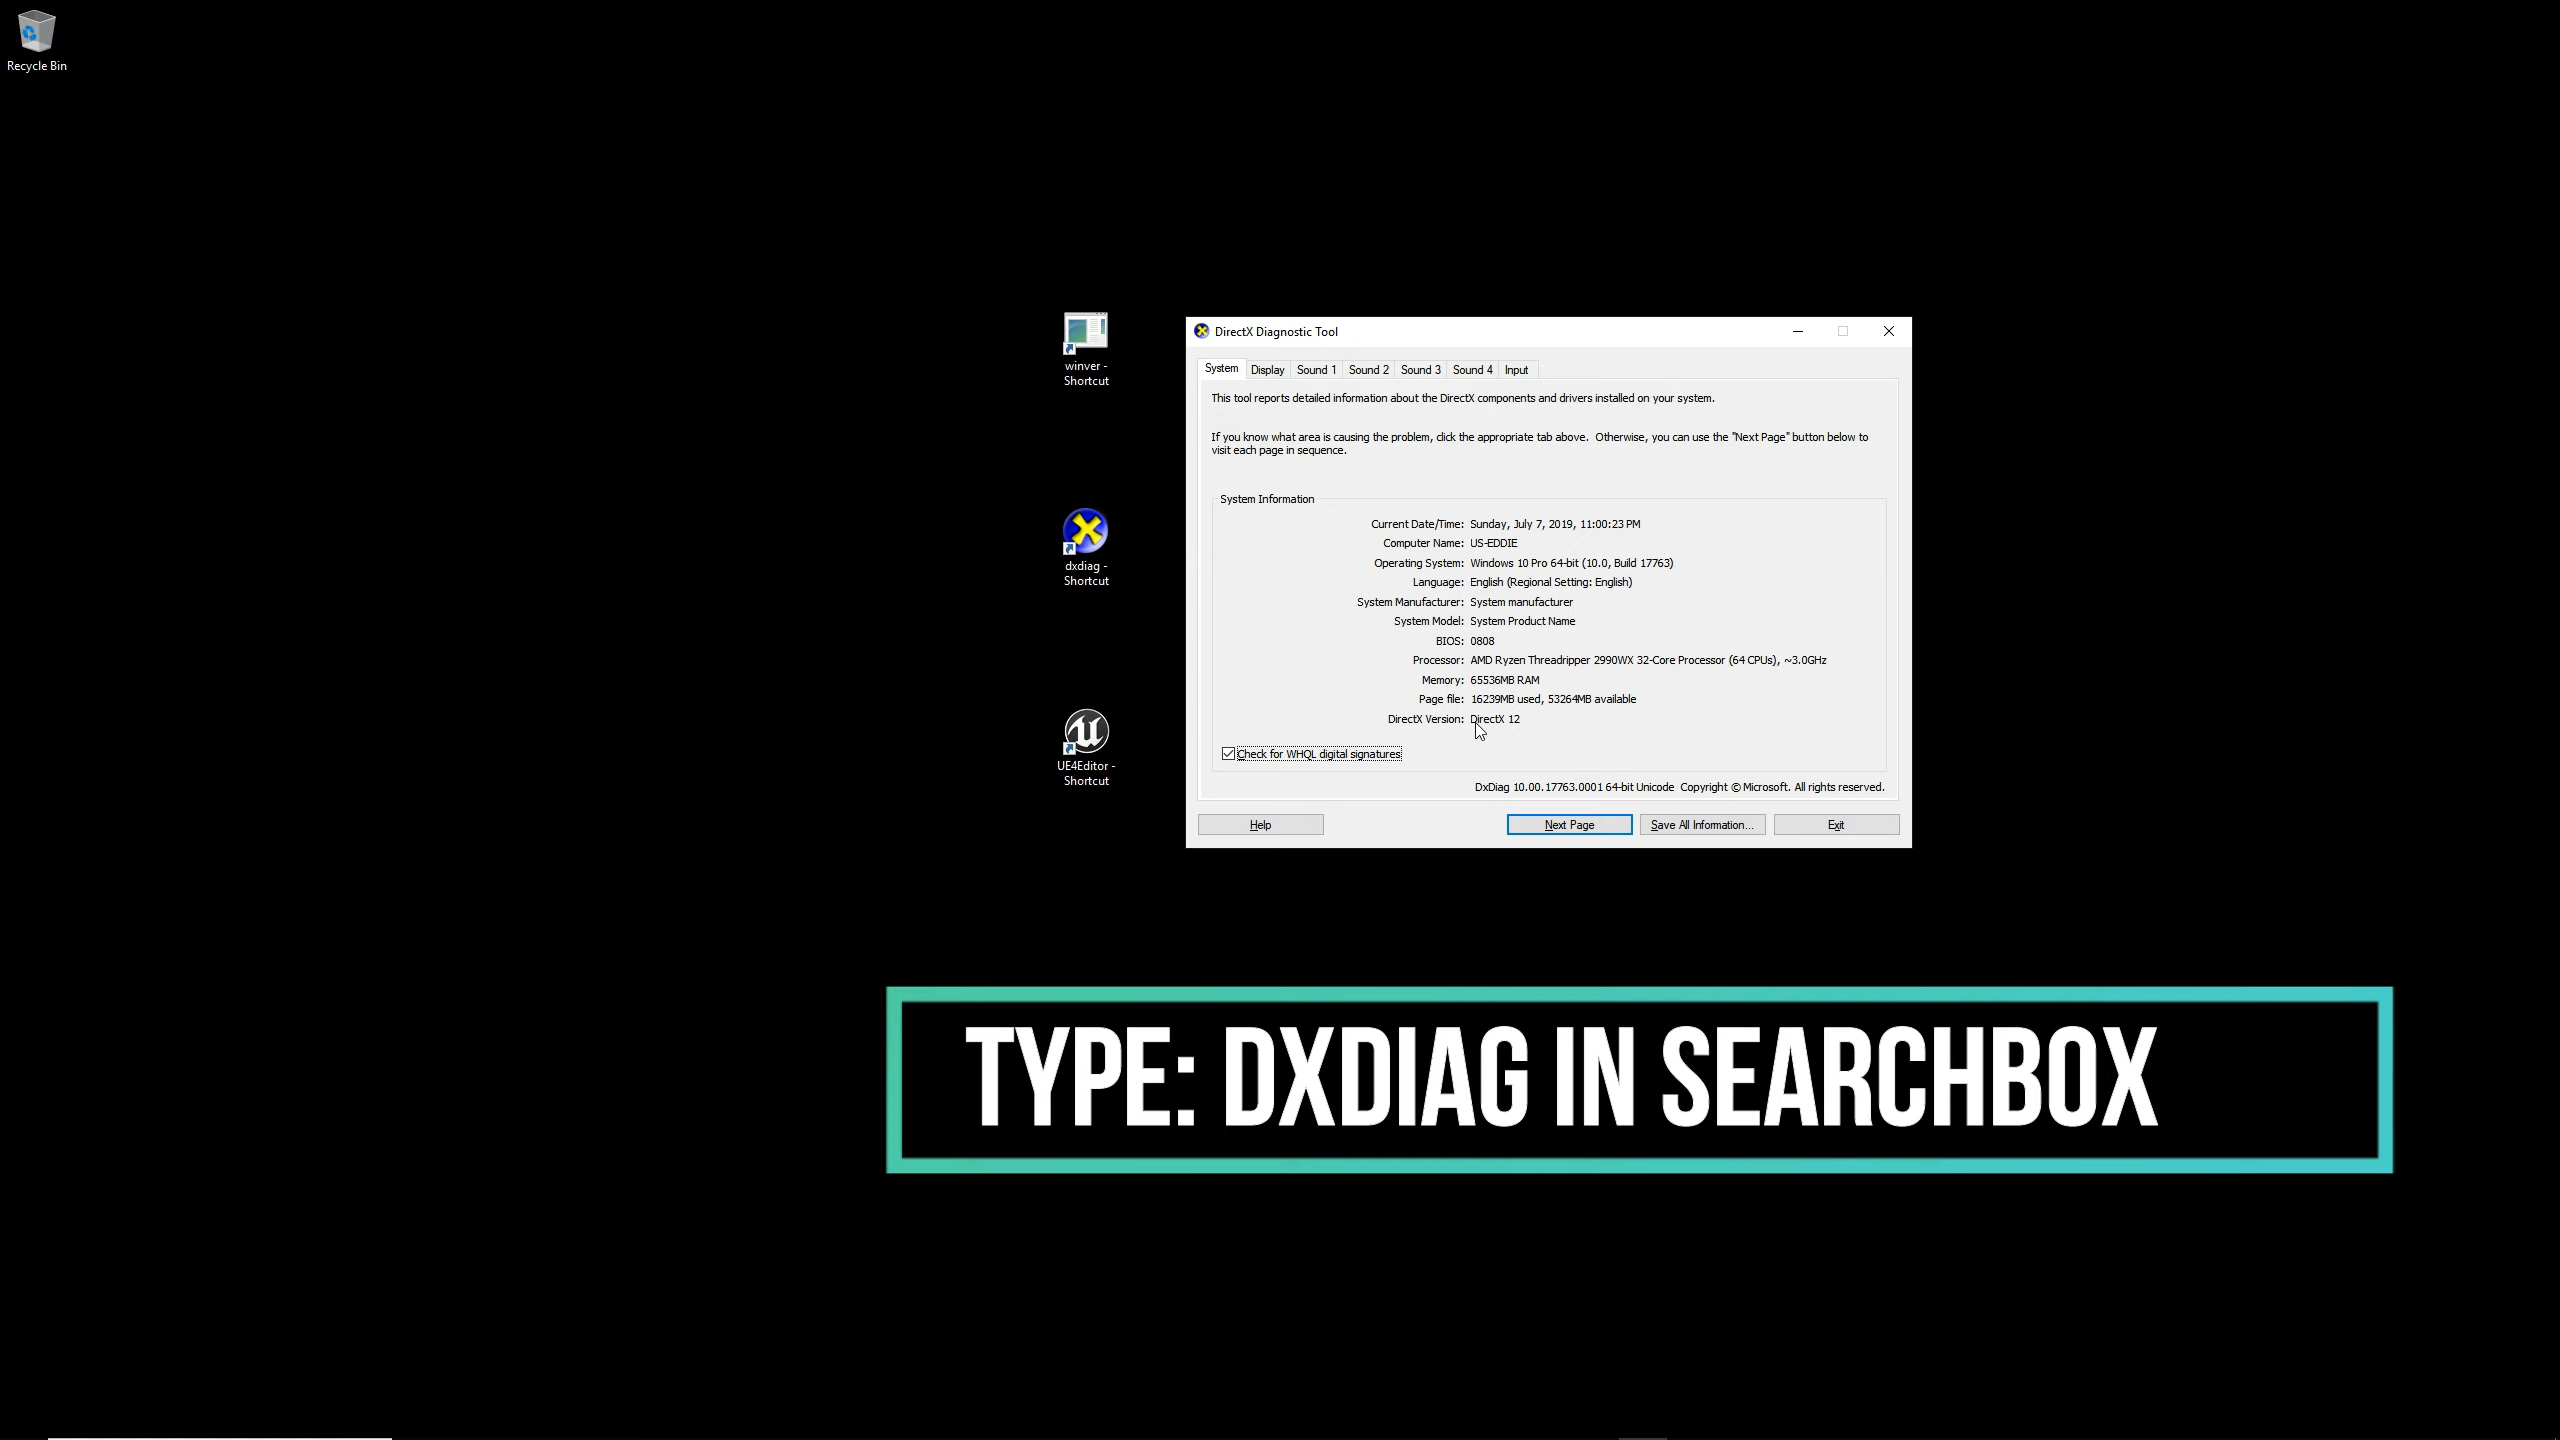 Recycle Bin
winver -
Shortcut
dxdiag -
Shortcut
UE4Editor -
Shortcut
DirectX Diagnostic Tool
System Display Sound 1 Sound 2 Sound 3 Sound 4 Input
This tool reports detailed information about the DirectX components and drivers installed on your system.
If you know what area is causing the problem, click the appropriate tab above.  Otherwise, you can use the "Next Page" button below to
visit each page in sequence.
System Information
Current Date/Time: Sunday, July 7, 2019, 11:00:23 PM
Computer Name: US-EDDIE
Operating System: Windows 10 Pro 64-bit (10.0, Build 17763)
Language: English (Regional Setting: English)
System Manufacturer: System manufacturer
System Model: System Product Name
BIOS: 0808
Processor: AMD Ryzen Threadripper 2990WX 32-Core Processor (64 CPUs), ~3.0GHz
Memory: 65536MB RAM
Page file: 16239MB used, 53264MB available
DirectX Version: DirectX 12
Check for WHQL digital signatures
DxDiag 10.00.17763.0001 64-bit Unicode  Copyright © Microsoft. All rights reserved.
Help Next Page Save All Information... Exit
TYPE: DXDIAG IN SEARCHBOX